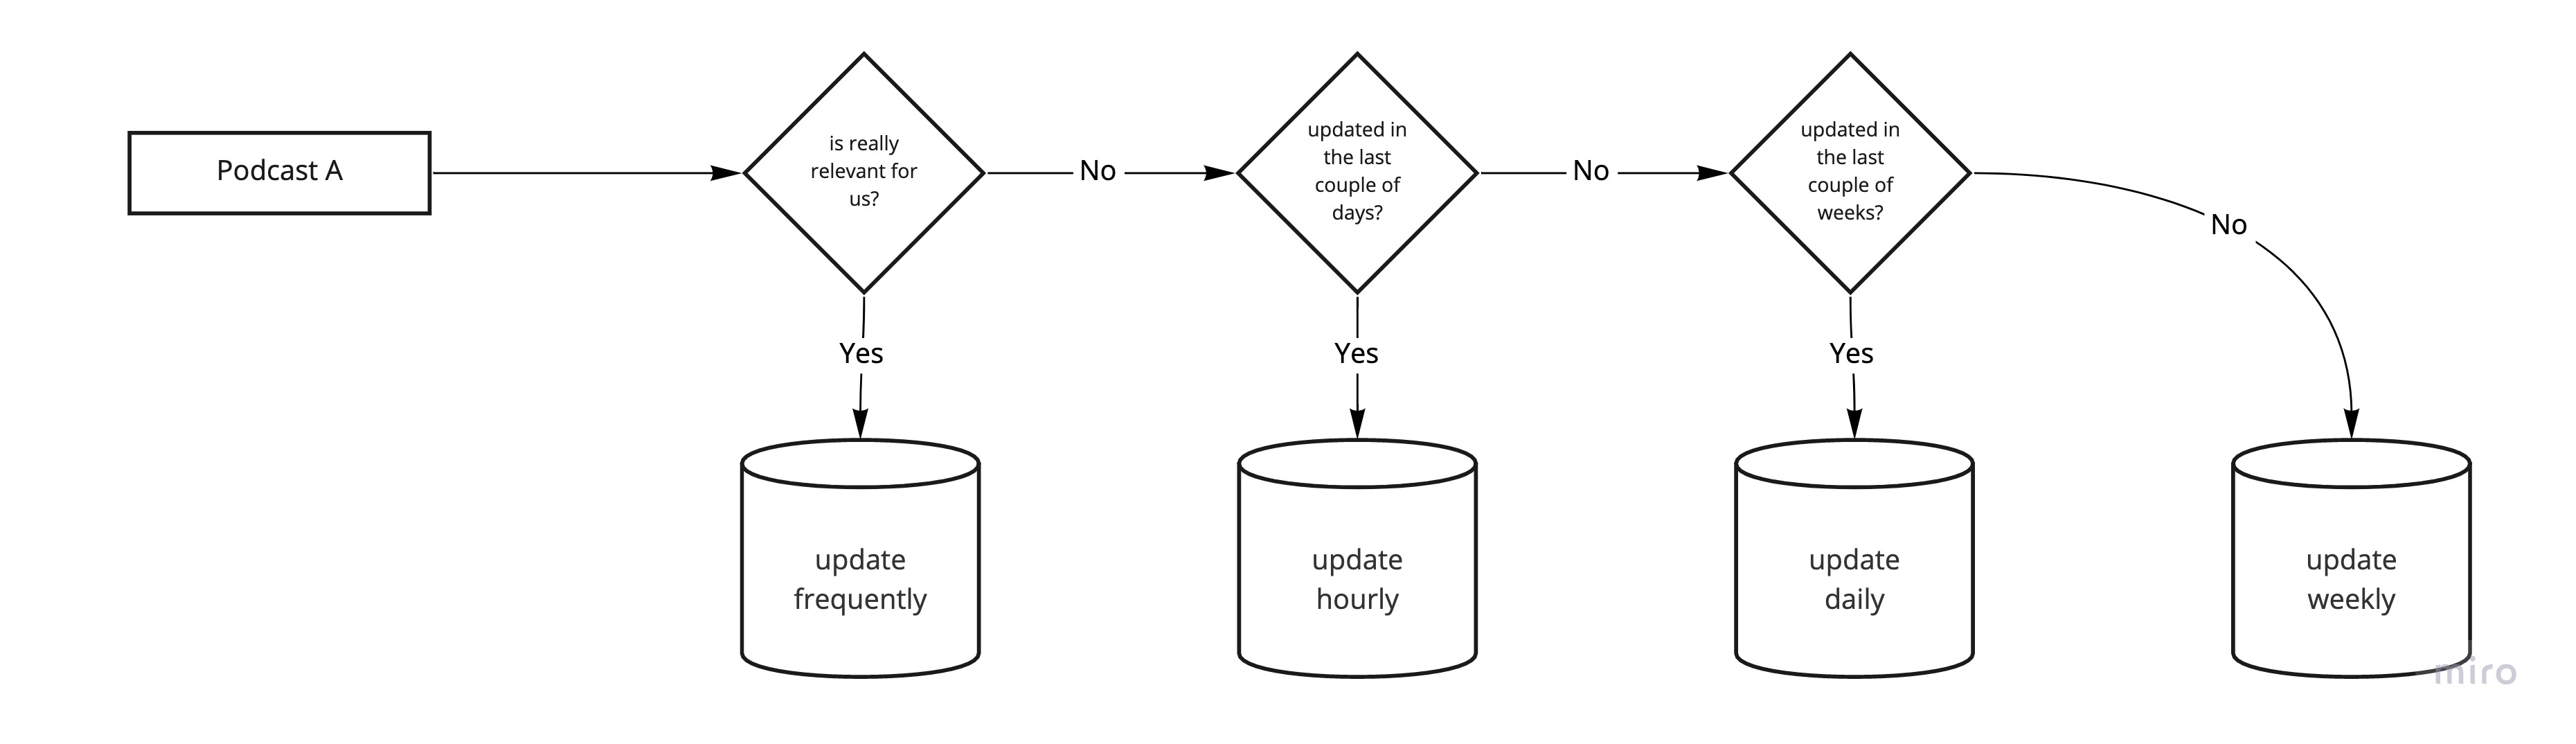 Podcast A
is really
relevant for
us?
No
updated in
the last
couple of
days?
No
updated in
the last
couple of
weeks?
No
Yes
Yes
Yes
update
frequently
update
hourly
update
daily
update
weekly
miro